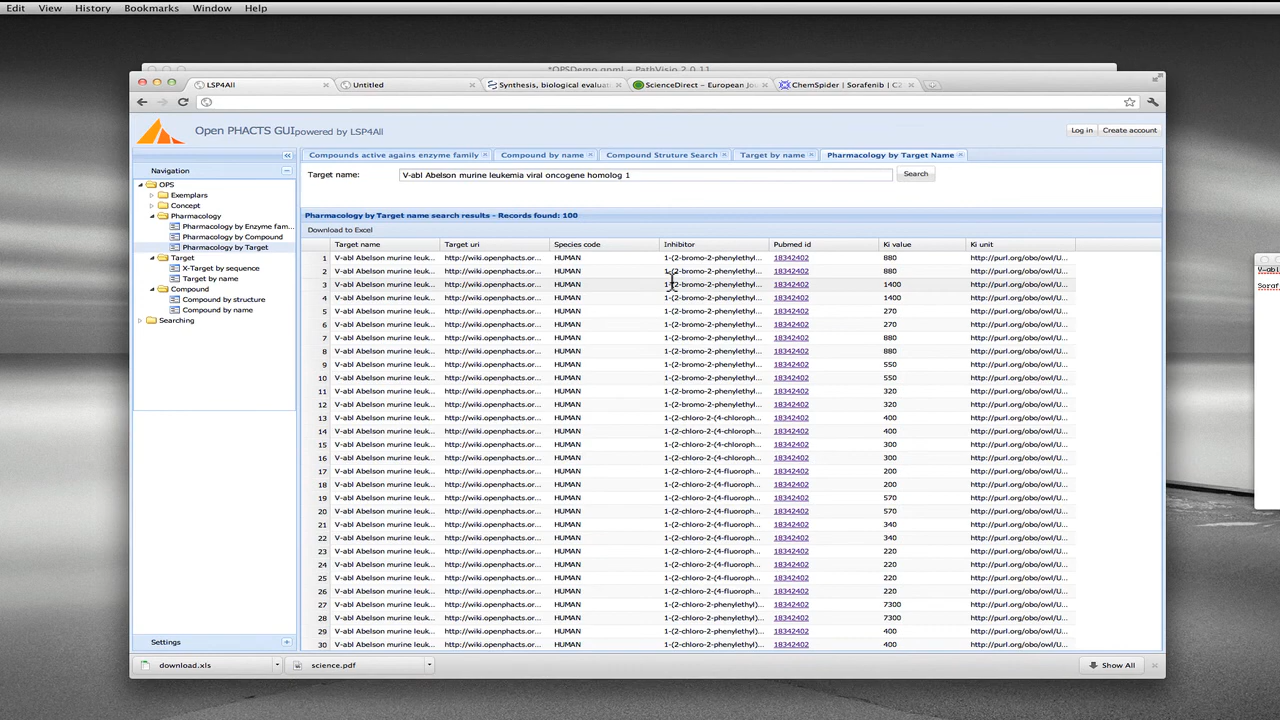 Edit View History Bookmarks Window Help
*OPSDemo.gpml - PathVisio 2.0.11
LSP4All Untitled Synthesis, biological evaluat ScienceDirect – European Jo ChemSpider | Sorafenib | C2
Open PHACTS GUI powered by LSP4All Log in Create account
Navigation
OPS
Exemplars
Concept
Pharmacology
Pharmacology by Enzyme fam...
Pharmacology by Compound
Pharmacology by Target
Target
X-Target by sequence
Target by name
Compound
Compound by structure
Compound by name
Searching
Settings
Compounds active agains enzyme family Compound by name Compound Struture Search Target by name Pharmacology by Target Name
Target name: V-abl Abelson murine leukemia viral oncogene homolog 1 Search
Pharmacology by Target name search results – Records found: 100
Download to Excel
Target name Target uri Species code Inhibitor Pubmed id Ki value Ki unit
1 V-abl Abelson murine leuk... http://wiki.openphacts.or... HUMAN 1-(2-bromo-2-phenylethyl... 18342402 880 http://purl.org/obo/owl/U...
2 V-abl Abelson murine leuk... http://wiki.openphacts.or... HUMAN 1-(2-bromo-2-phenylethyl... 18342402 880 http://purl.org/obo/owl/U...
3 V-abl Abelson murine leuk... http://wiki.openphacts.or... HUMAN 1-(2-bromo-2-phenylethyl... 18342402 1400 http://purl.org/obo/owl/U...
4 V-abl Abelson murine leuk... http://wiki.openphacts.or... HUMAN 1-(2-bromo-2-phenylethyl... 18342402 1400 http://purl.org/obo/owl/U...
5 V-abl Abelson murine leuk... http://wiki.openphacts.or... HUMAN 1-(2-bromo-2-phenylethyl... 18342402 270 http://purl.org/obo/owl/U...
6 V-abl Abelson murine leuk... http://wiki.openphacts.or... HUMAN 1-(2-bromo-2-phenylethyl... 18342402 270 http://purl.org/obo/owl/U...
7 V-abl Abelson murine leuk... http://wiki.openphacts.or... HUMAN 1-(2-bromo-2-phenylethyl... 18342402 880 http://purl.org/obo/owl/U...
8 V-abl Abelson murine leuk... http://wiki.openphacts.or... HUMAN 1-(2-bromo-2-phenylethyl... 18342402 880 http://purl.org/obo/owl/U...
9 V-abl Abelson murine leuk... http://wiki.openphacts.or... HUMAN 1-(2-bromo-2-phenylethyl... 18342402 550 http://purl.org/obo/owl/U...
10 V-abl Abelson murine leuk... http://wiki.openphacts.or... HUMAN 1-(2-bromo-2-phenylethyl... 18342402 550 http://purl.org/obo/owl/U...
11 V-abl Abelson murine leuk... http://wiki.openphacts.or... HUMAN 1-(2-bromo-2-phenylethyl... 18342402 320 http://purl.org/obo/owl/U...
12 V-abl Abelson murine leuk... http://wiki.openphacts.or... HUMAN 1-(2-bromo-2-phenylethyl... 18342402 320 http://purl.org/obo/owl/U...
13 V-abl Abelson murine leuk... http://wiki.openphacts.or... HUMAN 1-(2-chloro-2-(4-chloroph... 18342402 400 http://purl.org/obo/owl/U...
14 V-abl Abelson murine leuk... http://wiki.openphacts.or... HUMAN 1-(2-chloro-2-(4-chloroph... 18342402 400 http://purl.org/obo/owl/U...
15 V-abl Abelson murine leuk... http://wiki.openphacts.or... HUMAN 1-(2-chloro-2-(4-chloroph... 18342402 300 http://purl.org/obo/owl/U...
16 V-abl Abelson murine leuk... http://wiki.openphacts.or... HUMAN 1-(2-chloro-2-(4-chloroph... 18342402 300 http://purl.org/obo/owl/U...
17 V-abl Abelson murine leuk... http://wiki.openphacts.or... HUMAN 1-(2-chloro-2-(4-fluoroph... 18342402 200 http://purl.org/obo/owl/U...
18 V-abl Abelson murine leuk... http://wiki.openphacts.or... HUMAN 1-(2-chloro-2-(4-fluoroph... 18342402 200 http://purl.org/obo/owl/U...
19 V-abl Abelson murine leuk... http://wiki.openphacts.or... HUMAN 1-(2-chloro-2-(4-fluoroph... 18342402 570 http://purl.org/obo/owl/U...
20 V-abl Abelson murine leuk... http://wiki.openphacts.or... HUMAN 1-(2-chloro-2-(4-fluoroph... 18342402 570 http://purl.org/obo/owl/U...
21 V-abl Abelson murine leuk... http://wiki.openphacts.or... HUMAN 1-(2-chloro-2-(4-fluoroph... 18342402 340 http://purl.org/obo/owl/U...
22 V-abl Abelson murine leuk... http://wiki.openphacts.or... HUMAN 1-(2-chloro-2-(4-fluoroph... 18342402 340 http://purl.org/obo/owl/U...
23 V-abl Abelson murine leuk... http://wiki.openphacts.or... HUMAN 1-(2-chloro-2-(4-fluoroph... 18342402 220 http://purl.org/obo/owl/U...
24 V-abl Abelson murine leuk... http://wiki.openphacts.or... HUMAN 1-(2-chloro-2-(4-fluoroph... 18342402 220 http://purl.org/obo/owl/U...
25 V-abl Abelson murine leuk... http://wiki.openphacts.or... HUMAN 1-(2-chloro-2-(4-fluoroph... 18342402 220 http://purl.org/obo/owl/U...
26 V-abl Abelson murine leuk... http://wiki.openphacts.or... HUMAN 1-(2-chloro-2-(4-fluoroph... 18342402 220 http://purl.org/obo/owl/U...
27 V-abl Abelson murine leuk... http://wiki.openphacts.or... HUMAN 1-(2-chloro-2-phenylethyl)... 18342402 7300 http://purl.org/obo/owl/U...
28 V-abl Abelson murine leuk... http://wiki.openphacts.or... HUMAN 1-(2-chloro-2-phenylethyl)... 18342402 7300 http://purl.org/obo/owl/U...
29 V-abl Abelson murine leuk... http://wiki.openphacts.or... HUMAN 1-(2-chloro-2-phenylethyl)... 18342402 400 http://purl.org/obo/owl/U...
30 V-abl Abelson murine leuk... http://wiki.openphacts.or... HUMAN 1-(2-chloro-2-phenylethyl)... 18342402 400 http://purl.org/obo/owl/U...
download.xls science.pdf Show All
V-abl
Soraf